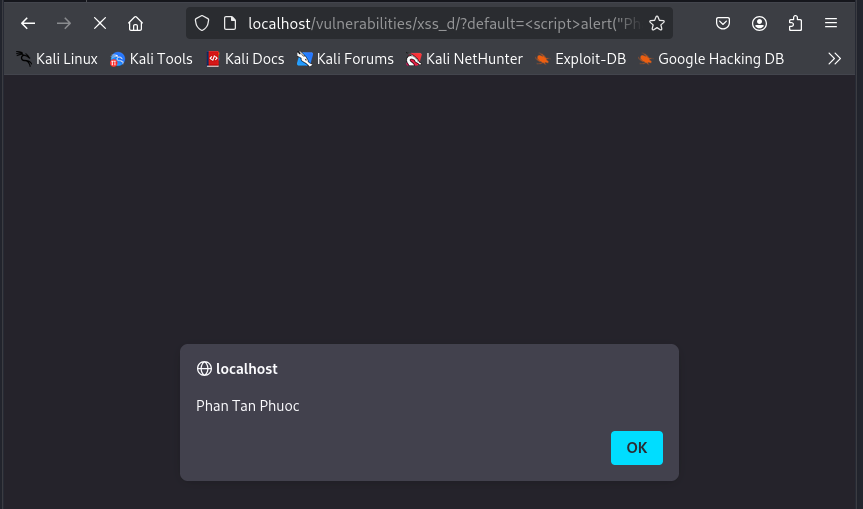 localhost/vulnerabilities/xss_d/?default=<script>alert("Ph
Kali Linux Kali Tools Kali Docs Kali Forums Kali NetHunter Exploit-DB Google Hacking DB
localhost
Phan Tan Phuoc
OK